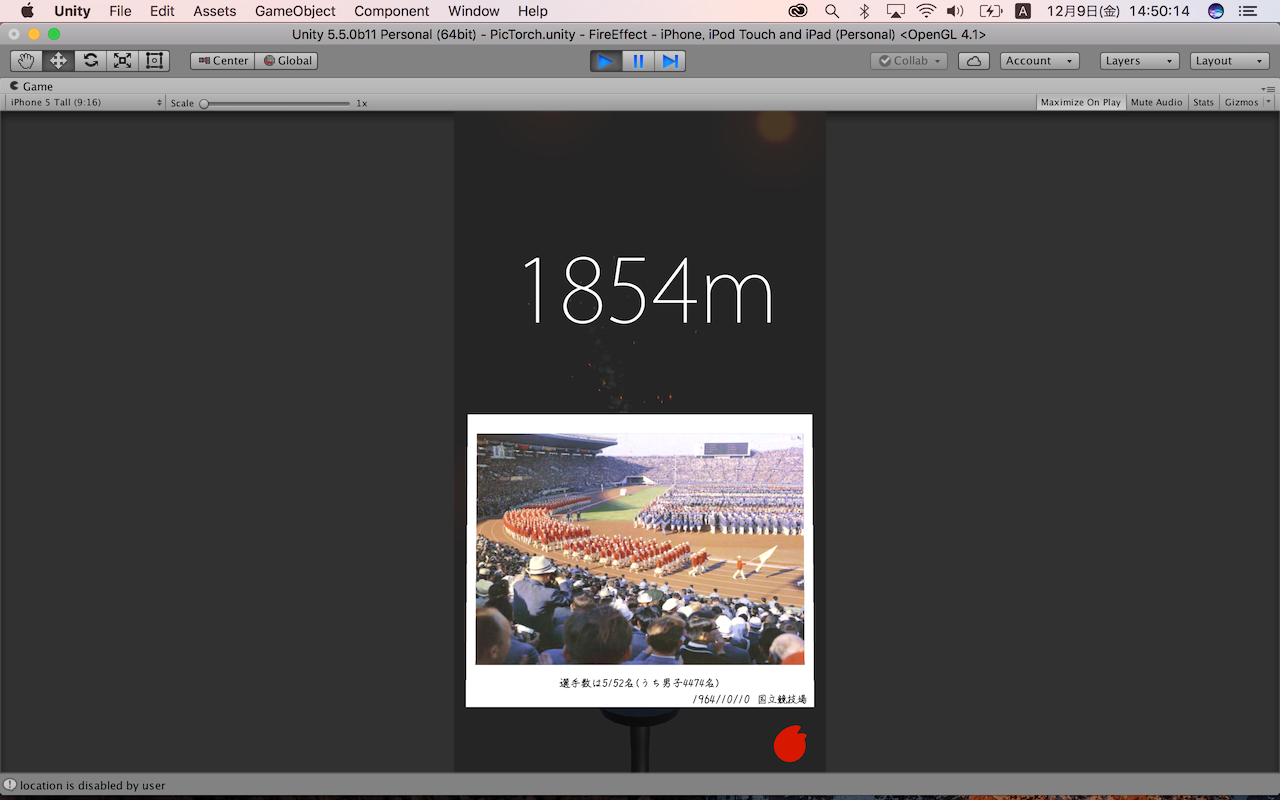 Unity File Edit Assets GameObject Component Window Help A 12月9日(金) 14:50:14
Unity 5.5.0b11 Personal (64bit) - PicTorch.unity - FireEffect - iPhone, iPod Touch and iPad (Personal) <OpenGL 4.1>
Center Global Collab Account Layers Layout
Game
iPhone 5 Tall (9:16) Scale 1x Maximize On Play Mute Audio Stats Gizmos
1854m
選手数は5152名(うち男子4474名)
1964/10/10 国立競技場
location is disabled by user